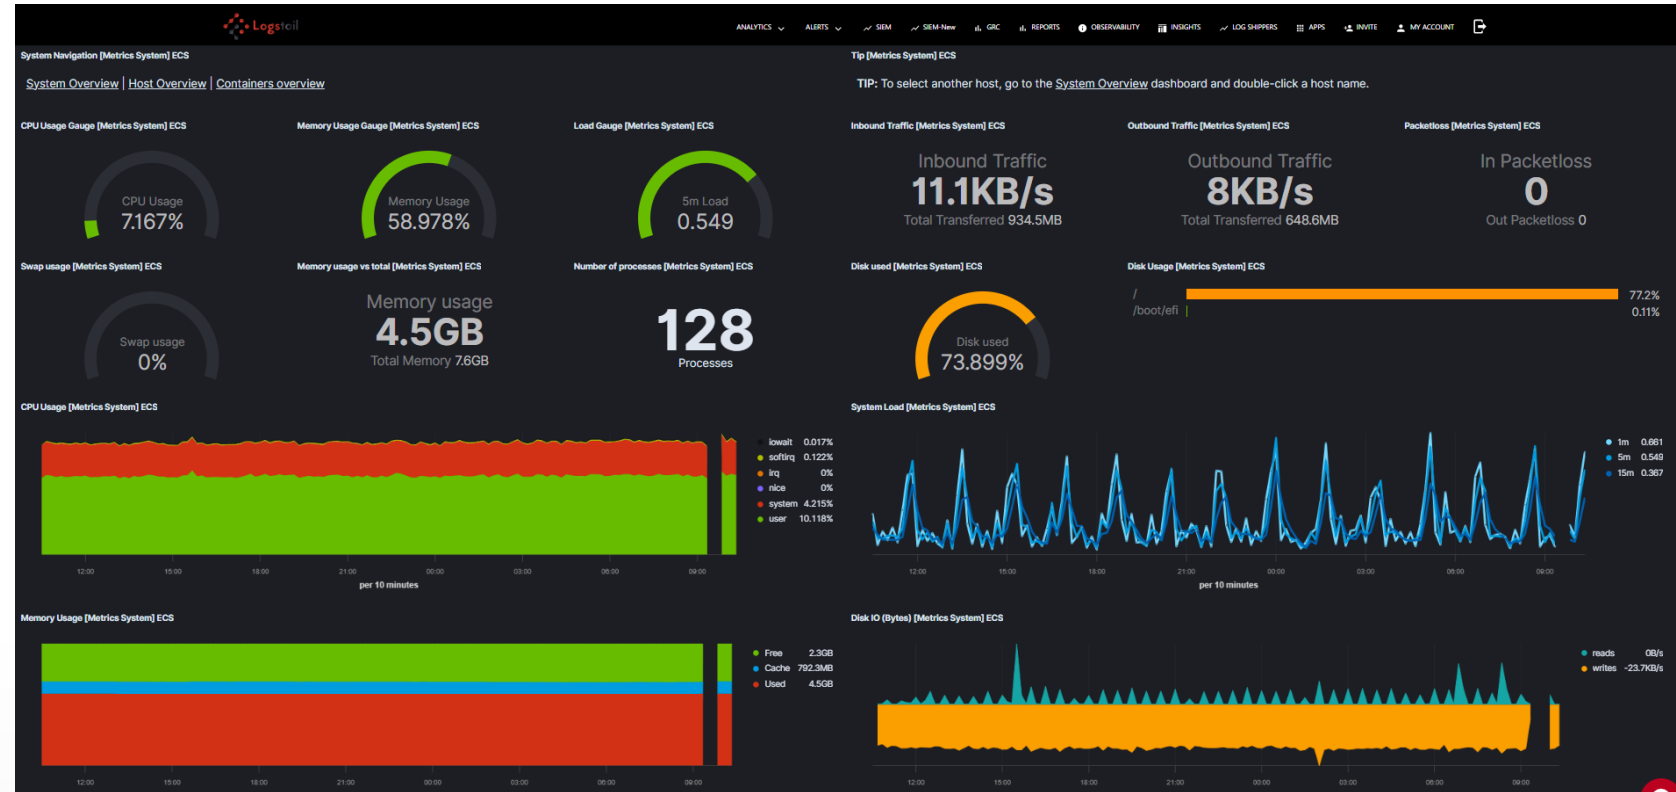 Logstail
ANALYTICS
ALERTS
SIEM
SIEM-New
GRC
REPORTS
OBSERVABILITY
INSIGHTS
LOG SHIPPERS
APPS
INVITE
MY ACCOUNT
System Navigation [Metrics System] ECS
System Overview | Host Overview | Containers overview
Tip [Metrics System] ECS
TIP: To select another host, go to the System Overview dashboard and double-click a host name.
CPU Usage Gauge [Metrics System] ECS
CPU Usage
7.167%
Memory Usage Gauge [Metrics System] ECS
Memory Usage
58.978%
Load Gauge [Metrics System] ECS
5m Load
0.549
Inbound Traffic [Metrics System] ECS
Inbound Traffic
11.1KB/s
Total Transferred 934.5MB
Outbound Traffic [Metrics System] ECS
Outbound Traffic
8KB/s
Total Transferred 648.6MB
Packetloss [Metrics System] ECS
In Packetloss
0
Out Packetloss 0
Swap usage [Metrics System] ECS
Swap usage
0%
Memory usage vs total [Metrics System] ECS
Memory usage
4.5GB
Total Memory 7.6GB
Number of processes [Metrics System] ECS
128
Processes
Disk used [Metrics System] ECS
Disk used
73.899%
Disk Usage [Metrics System] ECS
/ 77.2%
/boot/efi 0.11%
CPU Usage [Metrics System] ECS
iowait 0.017%
softirq 0.122%
irq 0%
nice 0%
system 4.215%
user 10.118%
12:00 15:00 18:00 21:00 00:00 03:00 06:00 09:00
per 10 minutes
System Load [Metrics System] ECS
1m 0.661
5m 0.549
15m 0.367
12:00 15:00 18:00 21:00 00:00 03:00 06:00 09:00
per 10 minutes
Memory Usage [Metrics System] ECS
Free 2.3GB
Cache 792.3MB
Used 4.5GB
12:00 15:00 18:00 21:00 00:00 03:00 06:00 09:00
Disk IO (Bytes) [Metrics System] ECS
reads 0B/s
writes -23.7KB/s
12:00 15:00 18:00 21:00 00:00 03:00 06:00 09:00